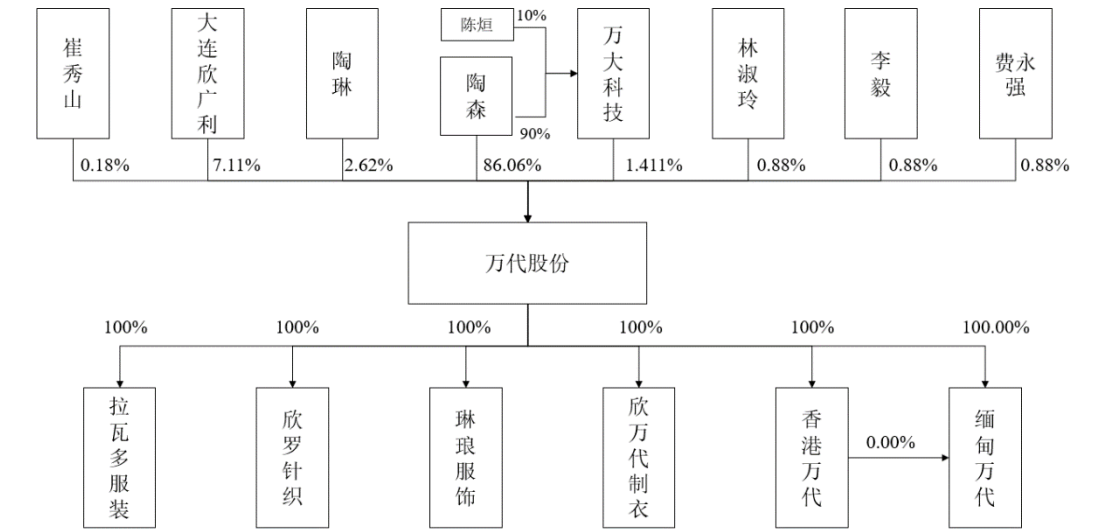 崔秀山
大连欣广利
陶琳
陈烜
10%
陶森
90%
万大科技
林淑玲
李毅
费永强
0.18%
7.11%
2.62%
86.06%
1.411%
0.88%
0.88%
0.88%
万代股份
100%
100%
100%
100%
100%
100.00%
拉瓦多服装
欣罗针织
琳琅服饰
欣万代制衣
香港万代
0.00%
缅甸万代